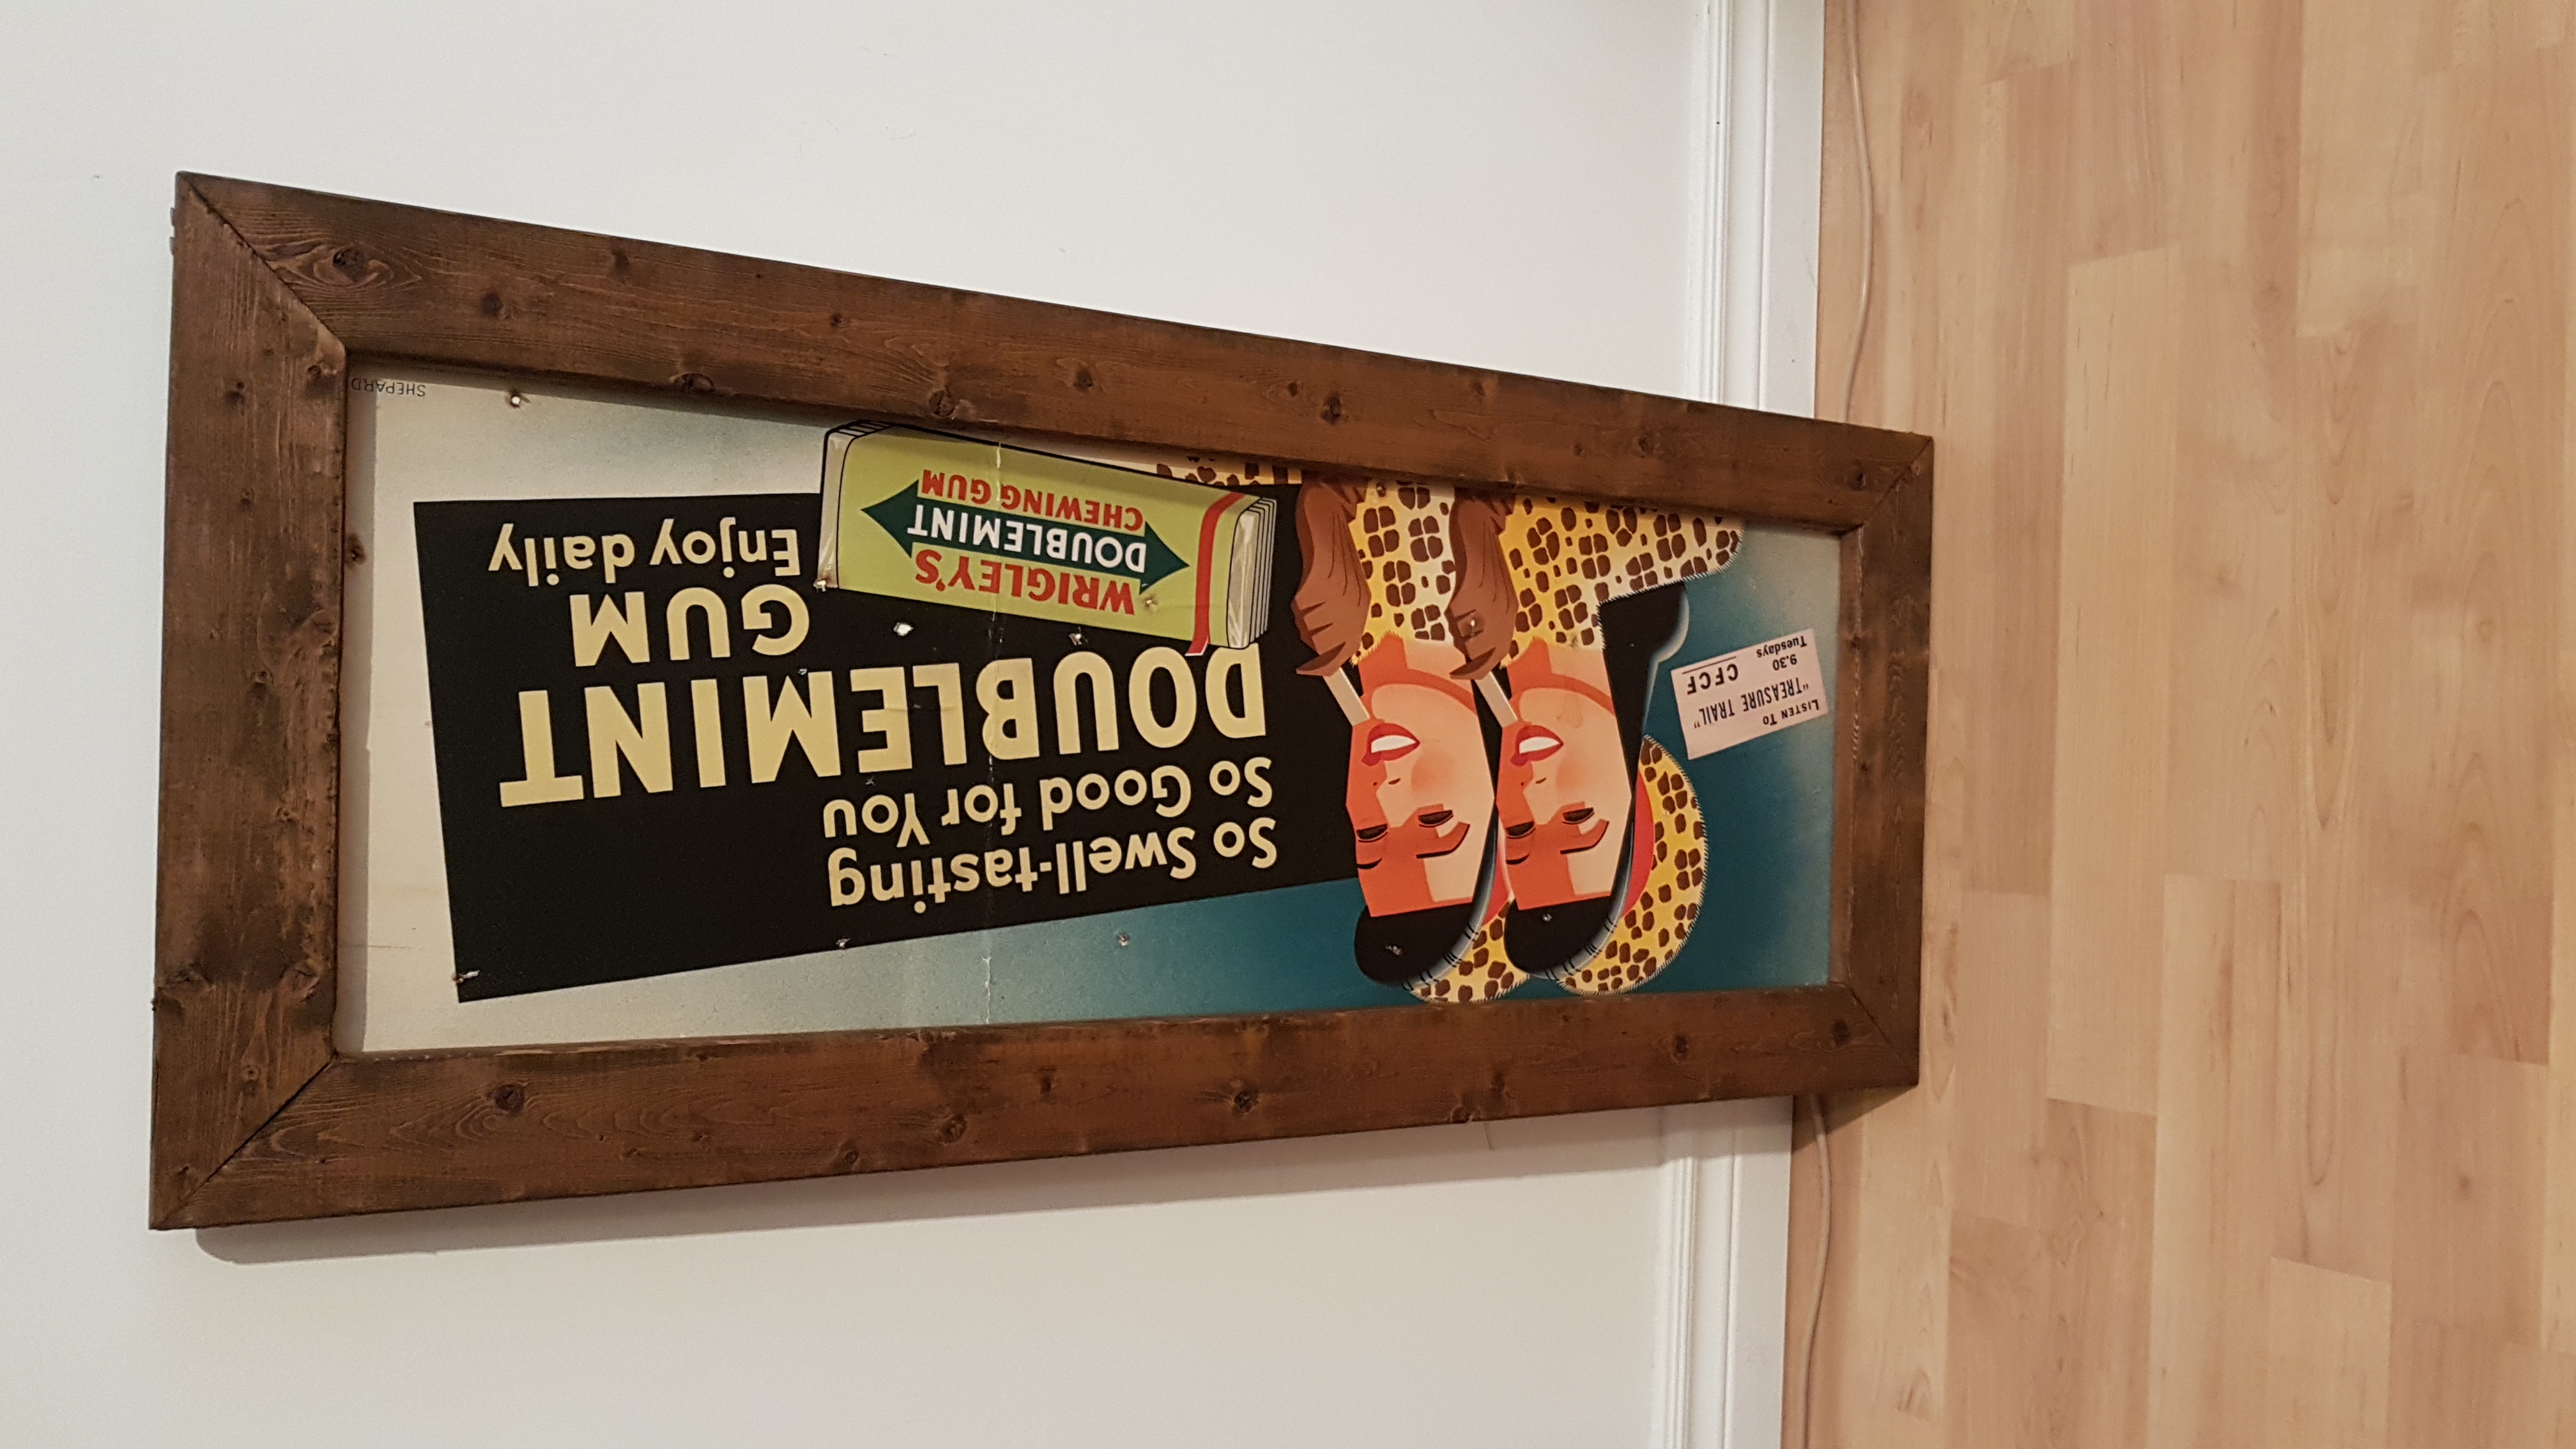 So Swell-tasting
So Good for You
DOUBLEMINT
GUM
Enjoy daily
WRIGLEY'S
DOUBLEMINT
CHEWING GUM
LISTEN TO
"TREASURE TRAIL"
9.30 CFCF
Tuesdays
SHEPARD